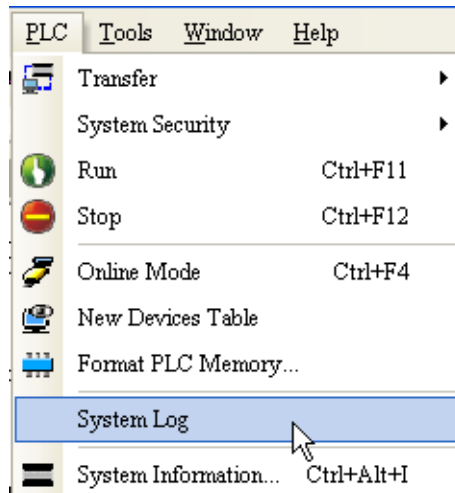 PLC Tools Window Help
Transfer
System Security
Run Ctrl+F11
Stop Ctrl+F12
Online Mode Ctrl+F4
New Devices Table
Format PLC Memory...
System Log
System Information... Ctrl+Alt+I